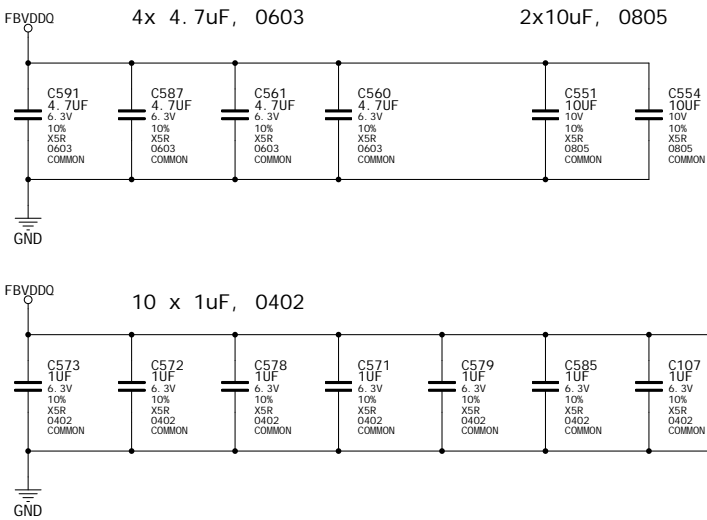 4x 4.7uF, 0603
2x10uF, 0805
FBVDDQ
C591
4.7UF
6.3V
10%
X5R
0603
COMMON
C587
4.7UF
6.3V
10%
X5R
0603
COMMON
C561
4.7UF
6.3V
10%
X5R
0603
COMMON
C560
4.7UF
6.3V
10%
X5R
0603
COMMON
C551
10UF
10V
10%
X5R
0805
COMMON
C554
10UF
10V
10%
X5R
0805
COMMON
GND
FBVDDQ
10 x 1uF, 0402
C573
1UF
6.3V
10%
X5R
0402
COMMON
C572
1UF
6.3V
10%
X5R
0402
COMMON
C578
1UF
6.3V
10%
X5R
0402
COMMON
C571
1UF
6.3V
10%
X5R
0402
COMMON
C579
1UF
6.3V
10%
X5R
0402
COMMON
C585
1UF
6.3V
10%
X5R
0402
COMMON
C107
1UF
6.3V
10%
X5R
0402
COMMON
GND